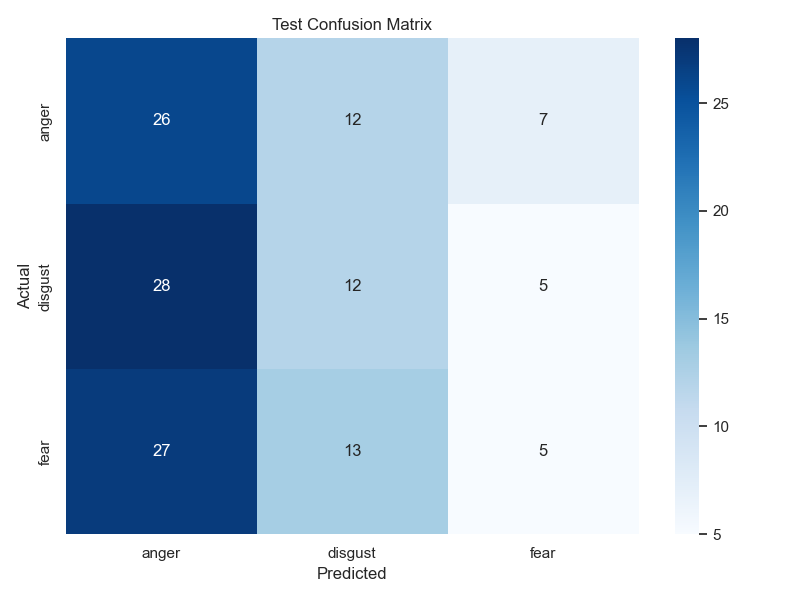 Test Confusion Matrix
Actual
anger
26 12 7
disgust
28 12 5
fear
27 13 5
anger disgust fear
Predicted
25
20
15
10
5